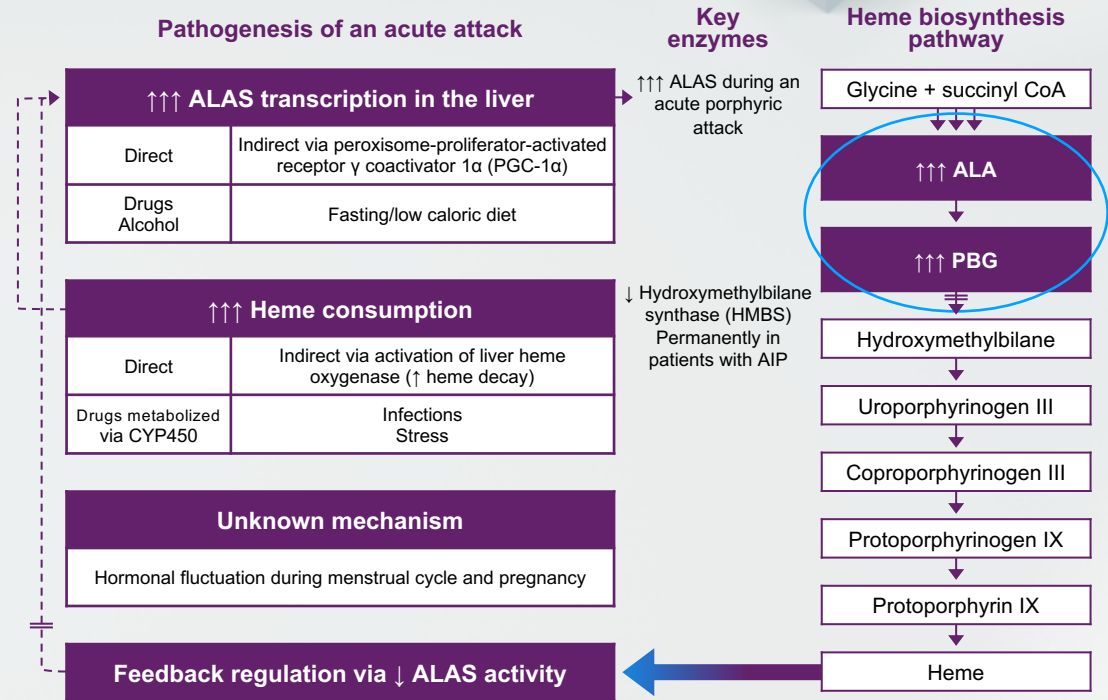 Pathogenesis of an acute attack
Key
enzymes
Heme biosynthesis
pathway
↑↑↑ ALAS transcription in the liver
Direct
Indirect via peroxisome-proliferator-activated
receptor γ coactivator 1α (PGC-1α)
Drugs
Alcohol
Fasting/low caloric diet
↑↑↑ Heme consumption
Direct
Indirect via activation of liver heme
oxygenase (↑ heme decay)
Drugs metabolized
via CYP450
Infections
Stress
Unknown mechanism
Hormonal fluctuation during menstrual cycle and pregnancy
Feedback regulation via ↓ ALAS activity
↑↑↑ ALAS during an
acute porphyric
attack
↓ Hydroxymethylbilane
synthase (HMBS)
Permanently in
patients with AIP
Glycine + succinyl CoA
↑↑↑ ALA
↑↑↑ PBG
Hydroxymethylbilane
Uroporphyrinogen III
Coproporphyrinogen III
Protoporphyrinogen IX
Protoporphyrin IX
Heme